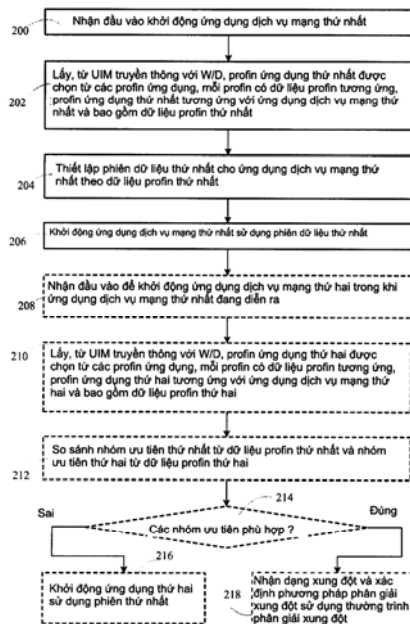 200
Nhận đầu vào khởi động ứng dụng dịch vụ mạng thứ nhất
202
Lấy, từ UIM truyền thông với W/D, profin ứng dụng thứ nhất được
chọn từ các profin ứng dụng, mỗi profin có dữ liệu profin tương ứng,
profin ứng dụng thứ nhất tương ứng với ứng dụng dịch vụ mạng
thứ nhất và bao gồm dữ liệu profin thứ nhất
204
Thiết lập phiên dữ liệu thứ nhất cho ứng dụng dịch vụ mạng thứ
nhất theo dữ liệu profin thứ nhất
206
Khởi động ứng dụng dịch vụ mạng thứ nhất sử dụng phiên dữ liệu thứ nhất
Nhận đầu vào để khởi động ứng dụng dịch vụ mạng thứ hai trong khi
ứng dụng dịch vụ mạng thứ nhất đang diễn ra
208
210
Lấy, từ UIM truyền thông với W/D, profin ứng dụng thứ hai được
chọn từ các profin ứng dụng, mỗi profin có dữ liệu profin tương ứng,
profin ứng dụng thứ hai tương ứng với ứng dụng dịch vụ mạng thứ
hai và bao gồm dữ liệu profin thứ hai
So sánh nhóm ưu tiên thứ nhất từ dữ liệu profin thứ nhất và nhóm
ưu tiên thứ hai từ dữ liệu profin thứ hai
212
214
Sai
Đúng
Các nhóm ưu tiên phù hợp ?
216
Khởi động ứng dụng thứ hai
sử dụng phiên thứ nhất
218
Nhận dạng xung đột và xác
định phương pháp phân giải
xung đột sử dụng thường trình
phân giải xung đột